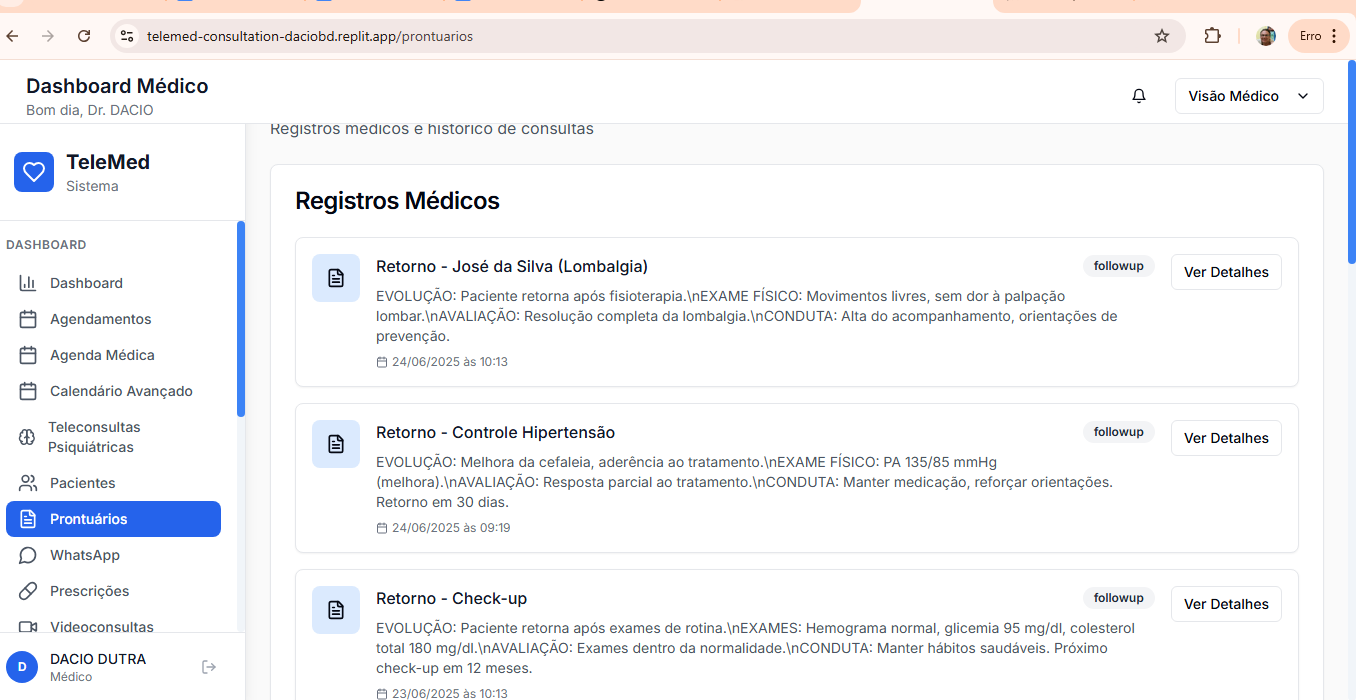 telemed-consultation-daciobd.replit.app/prontuarios
Erro
Dashboard Médico
Bom dia, Dr. DACIO
Visão Médico
TeleMed
Sistema
DASHBOARD
Dashboard
Agendamentos
Agenda Médica
Calendário Avançado
Teleconsultas
Psiquiátricas
Pacientes
Prontuários
WhatsApp
Prescrições
Videoconsultas
D
DACIO DUTRA
Médico
Registros médicos e histórico de consultas
Registros Médicos
Retorno - José da Silva (Lombalgia)
followup
Ver Detalhes
EVOLUÇÃO: Paciente retorna após fisioterapia.\nEXAME FÍSICO: Movimentos livres, sem dor à palpação
lombar.\nAVALIAÇÃO: Resolução completa da lombalgia.\nCONDUTA: Alta do acompanhamento, orientações de
prevenção.
24/06/2025 às 10:13
Retorno - Controle Hipertensão
followup
Ver Detalhes
EVOLUÇÃO: Melhora da cefaleia, aderência ao tratamento.\nEXAME FÍSICO: PA 135/85 mmHg
(melhora).\nAVALIAÇÃO: Resposta parcial ao tratamento.\nCONDUTA: Manter medicação, reforçar orientações.
Retorno em 30 dias.
24/06/2025 às 09:19
Retorno - Check-up
followup
Ver Detalhes
EVOLUÇÃO: Paciente retorna após exames de rotina.\nEXAMES: Hemograma normal, glicemia 95 mg/dl, colesterol
total 180 mg/dl.\nAVALIAÇÃO: Exames dentro da normalidade.\nCONDUTA: Manter hábitos saudáveis. Próximo
check-up em 12 meses.
23/06/2025 às 10:13